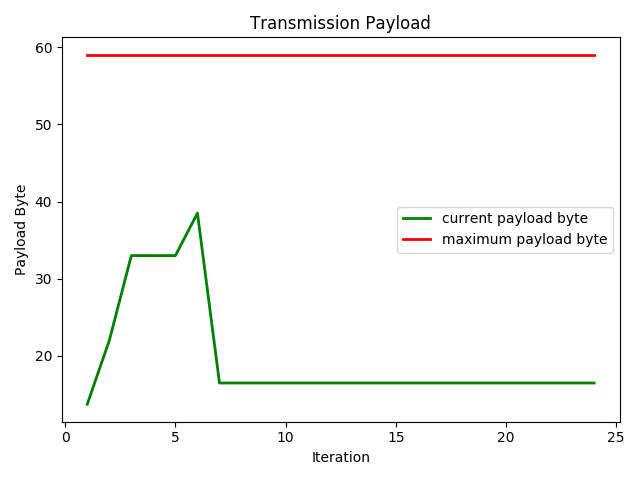 Transmission Payload
Payload Byte
60
50
40
30
20
current payload byte
maximum payload byte
0 5 10 15 20 25
Iteration